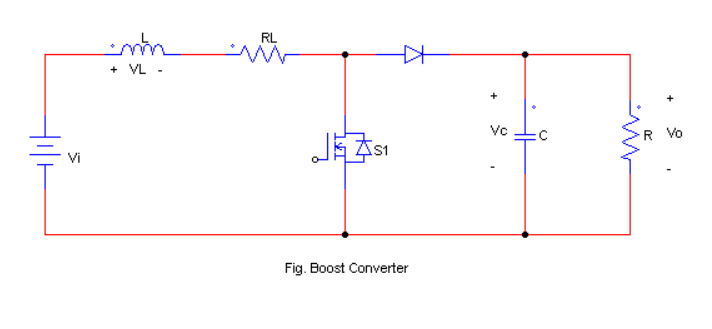 L
RL
+ VL -
Vi
S1
+
Vc
-
C
R
+
Vo
-
Fig. Boost Converter